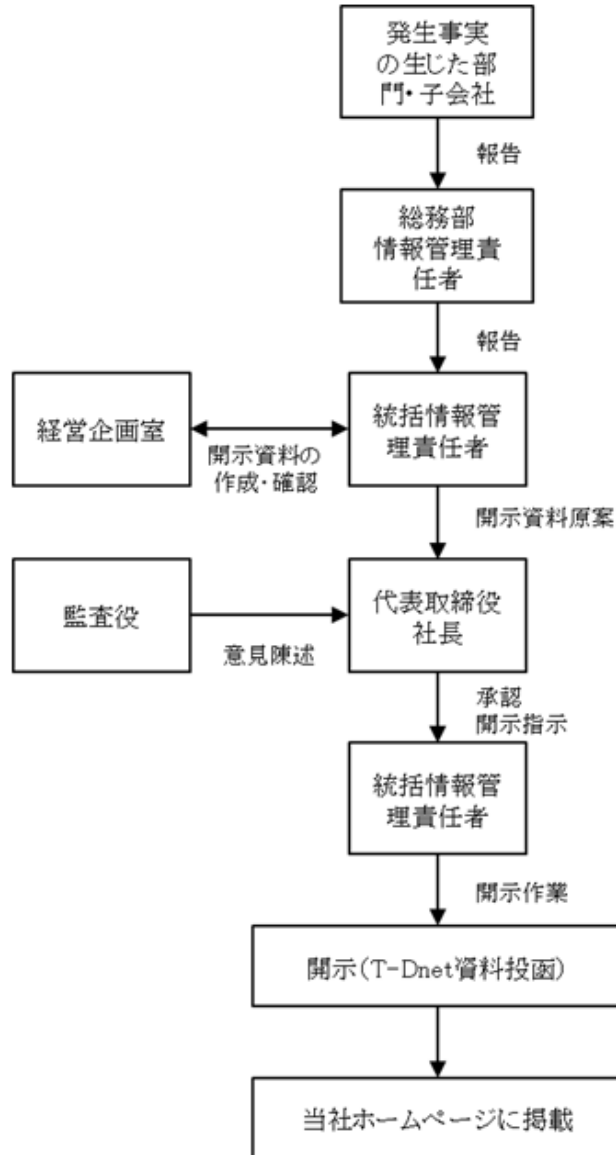 発生事実
の生じた部
門・子会社
報告
総務部
情報管理責
任者
報告
経営企画室
統括情報管
理責任者
開示資料の
作成・確認
開示資料原案
監査役
代表取締役
社長
意見陳述
承認
開示指示
統括情報管
理責任者
開示作業
開示(T-Dnet資料投函)
当社ホームページに掲載